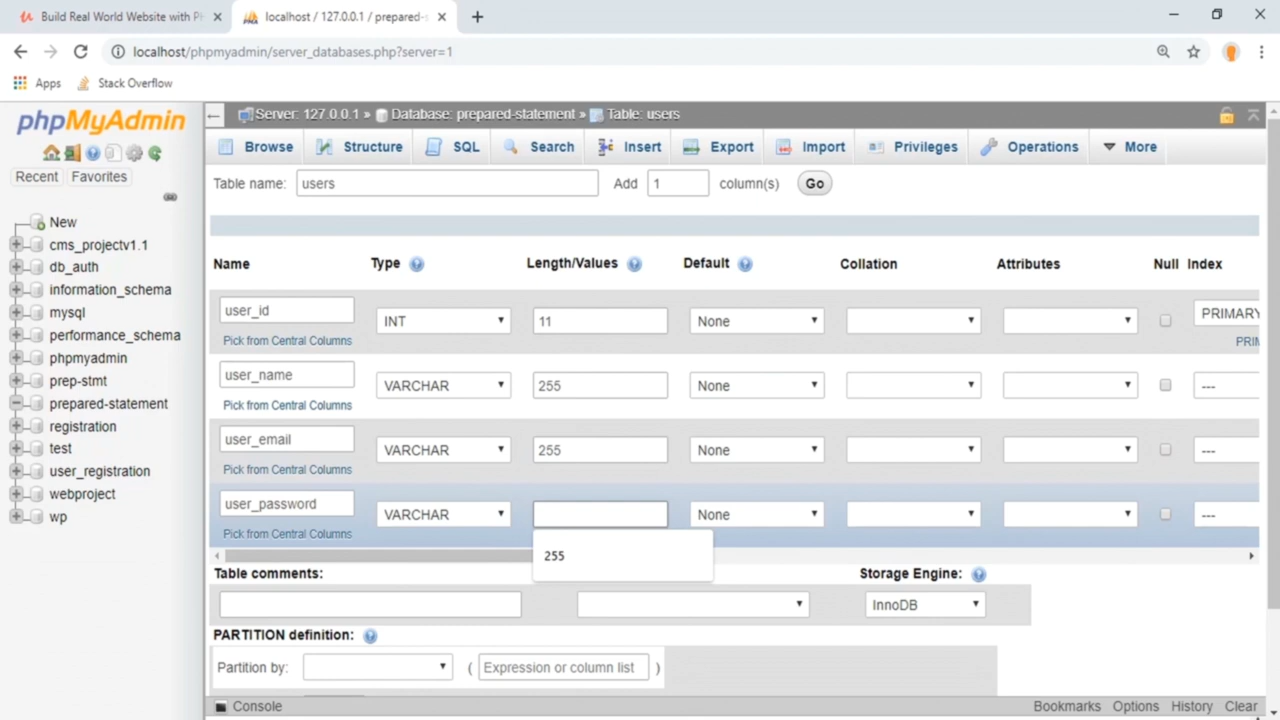 Build Real World Website with P
localhost / 127.0.0.1 / prepared-s
localhost/phpmyadmin/server_databases.php?server=1
Apps
Stack Overflow
phpMyAdmin
Recent
Favorites
New
cms_projectv1.1
db_auth
information_schema
mysql
performance_schema
phpmyadmin
prep-stmt
prepared-statement
registration
test
user_registration
webproject
wp
Server: 127.0.0.1 » Database: prepared-statement » Table: users
Browse Structure SQL Search Insert Export Import Privileges Operations More
Table name: users Add 1 column(s) Go
Name Type Length/Values Default Collation Attributes Null Index
user_id INT 11 None PRIMARY
Pick from Central Columns PRIM
user_name VARCHAR 255 None ---
Pick from Central Columns
user_email VARCHAR 255 None ---
Pick from Central Columns
user_password VARCHAR None ---
Pick from Central Columns
255
Table comments: Storage Engine:
InnoDB
PARTITION definition:
Partition by: ( Expression or column list )
Console Bookmarks Options History Clear